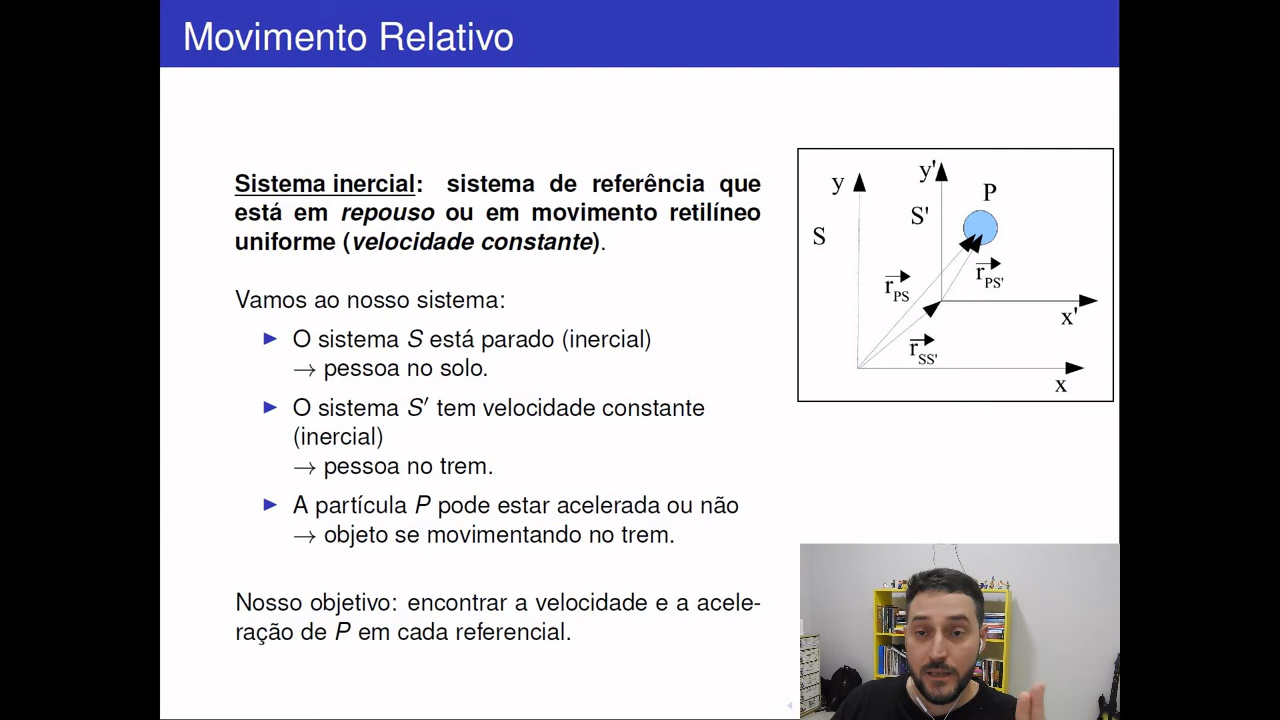 Movimento Relativo
Sistema inercial: sistema de referência que
está em repouso ou em movimento retilíneo
uniforme (velocidade constante).
Vamos ao nosso sistema:
O sistema S está parado (inercial)
→ pessoa no solo.
O sistema S′ tem velocidade constante
(inercial)
→ pessoa no trem.
A partícula P pode estar acelerada ou não
→ objeto se movimentando no trem.
Nosso objetivo: encontrar a velocidade e a acele-
ração de P em cada referencial.
y
y'
P
S'
S
r⃗PS
r⃗PS'
x'
r⃗SS'
x